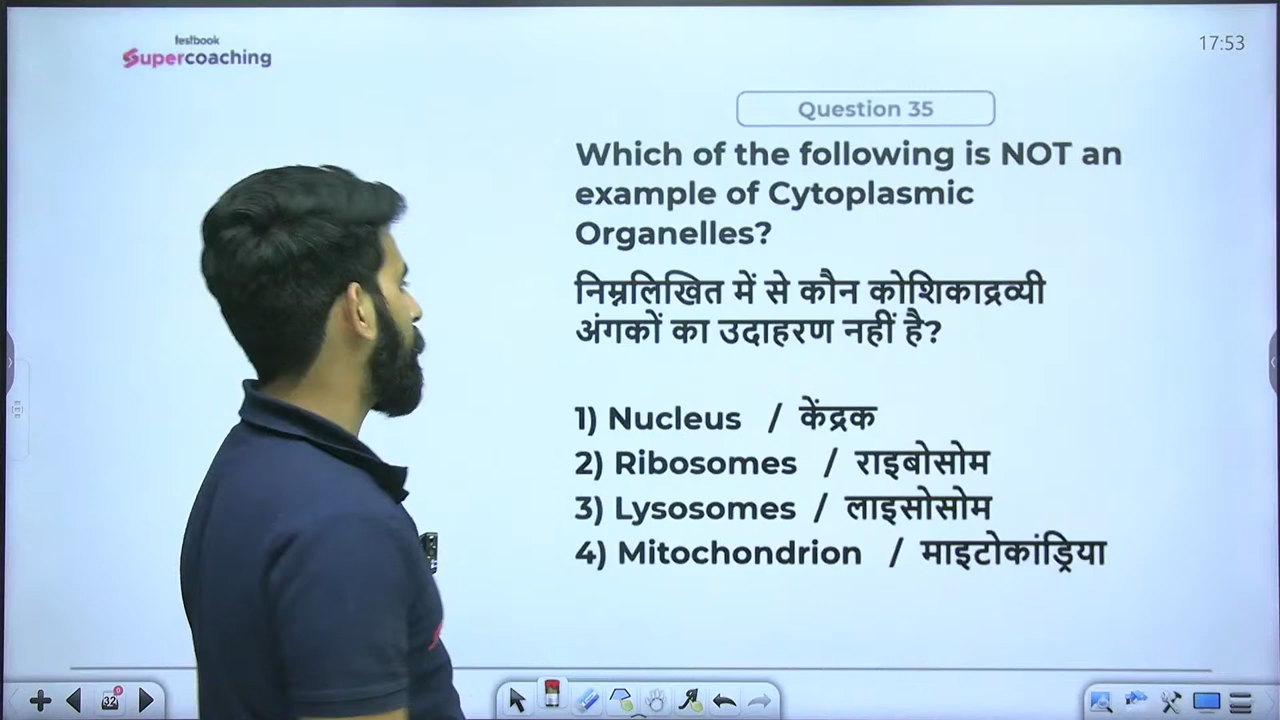 testbook
Supercoaching
17:53
Question 35
Which of the following is NOT an
example of Cytoplasmic
Organelles?
निम्नलिखित में से कौन कोशिकाद्रव्यी
अंगकों का उदाहरण नहीं है?
1) Nucleus / केंद्रक
2) Ribosomes / राइबोसोम
3) Lysosomes / लाइसोसोम
4) Mitochondrion / माइटोकांड्रिया
32